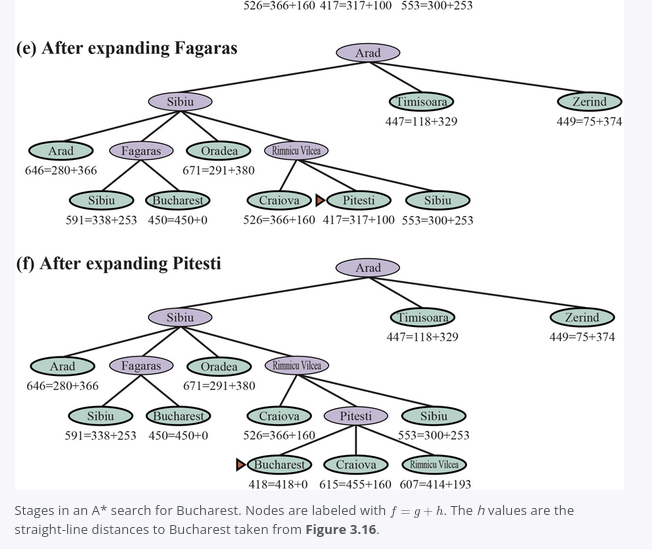 526=366+160 417=317+100 553=300+253
(e) After expanding Fagaras
Arad
Sibiu Timisoara Zerind
447=118+329 449=75+374
Arad Fagaras Oradea Rimnicu Vilcea
646=280+366 671=291+380
Sibiu Bucharest Craiova Pitesti Sibiu
591=338+253 450=450+0 526=366+160 417=317+100 553=300+253
(f) After expanding Pitesti
Arad
Sibiu Timisoara Zerind
447=118+329 449=75+374
Arad Fagaras Oradea Rimnicu Vilcea
646=280+366 671=291+380
Sibiu Bucharest Craiova Pitesti Sibiu
591=338+253 450=450+0 526=366+160 553=300+253
Bucharest Craiova Rimnicu Vilcea
418=418+0 615=455+160 607=414+193
Stages in an A* search for Bucharest. Nodes are labeled with f = g + h. The h values are the
straight-line distances to Bucharest taken from Figure 3.16.